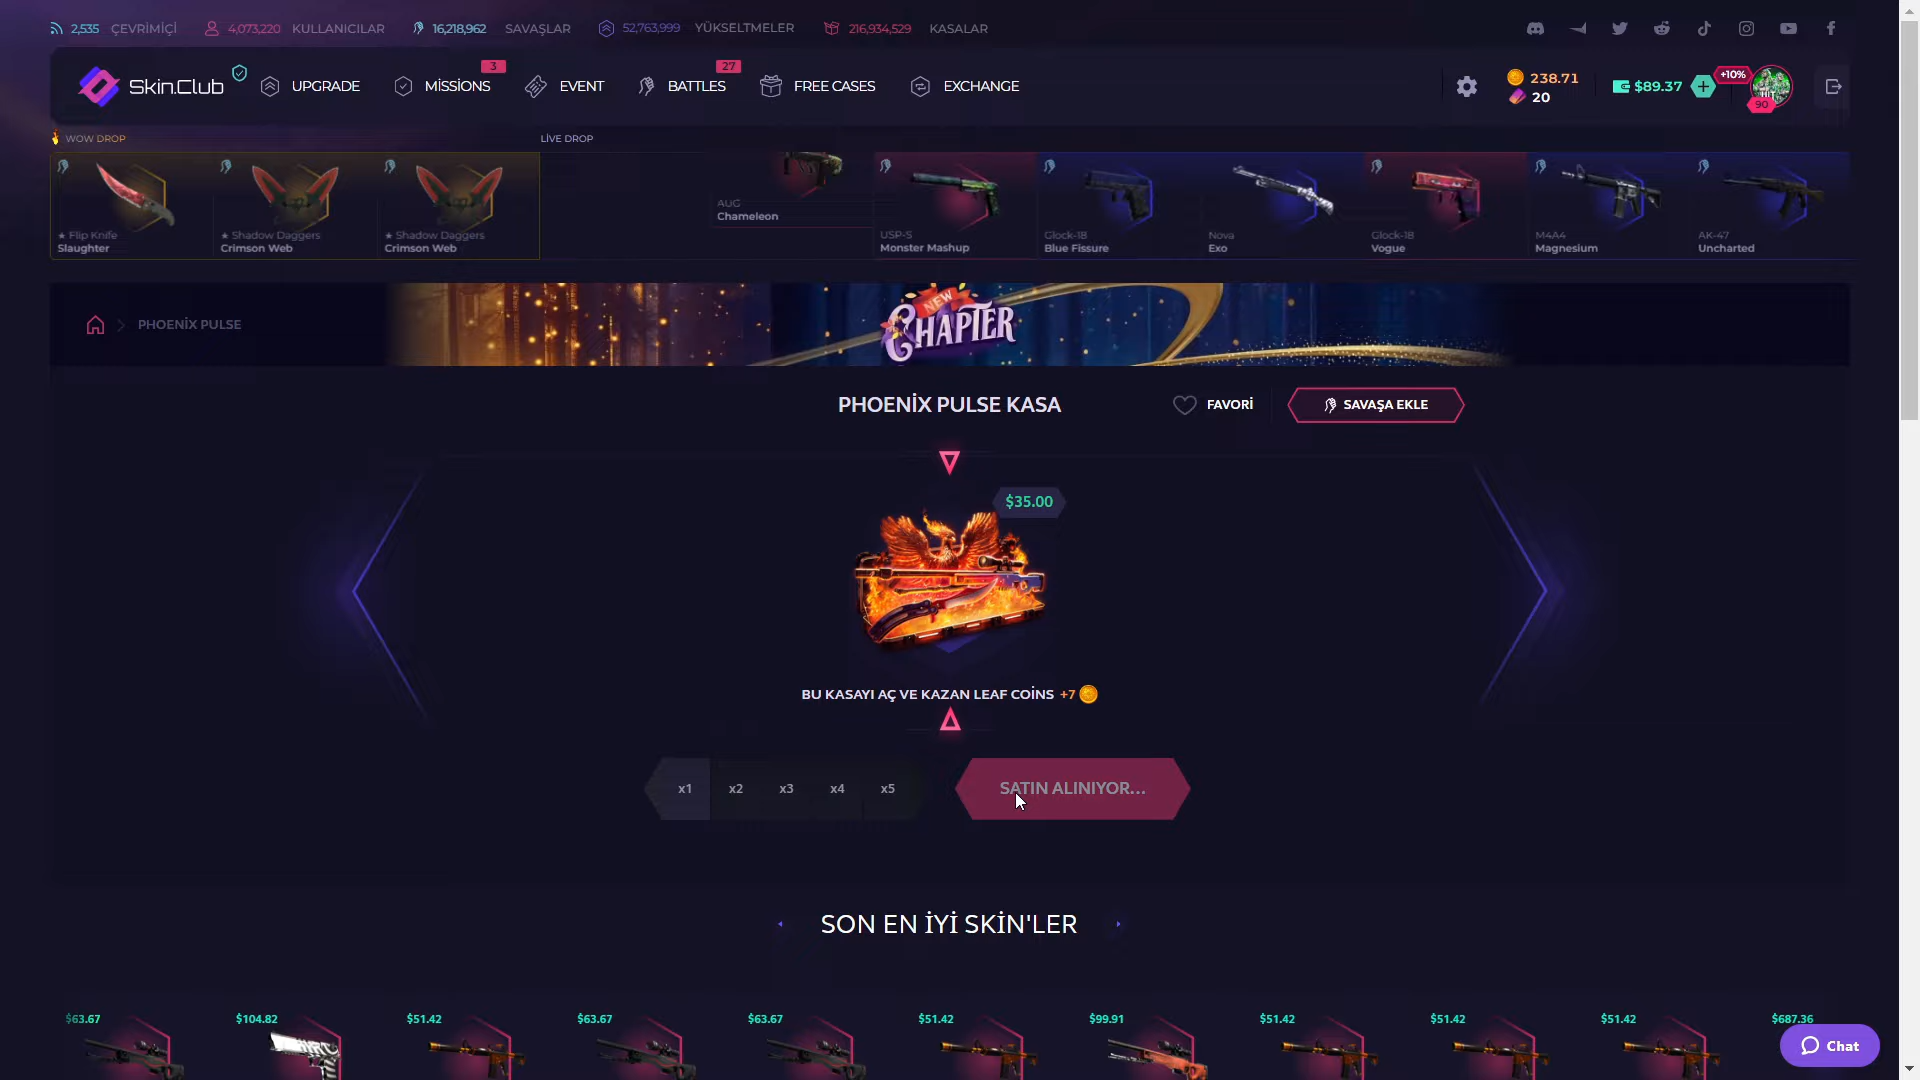 2,535 ÇEVRİMİÇİ 4,073,220 KULLANICILAR 16,218,962 SAVAŞLAR 52,763,999 YÜKSELTMELER 216,934,529 KASALAR
Skin.Club UPGRADE MİSSİONS 3 EVENT BATTLES 27 FREE CASES EXCHANGE 238.71 20 $89.37 +10% 90
WOW DROP LİVE DROP
★ Flip Knife
Slaughter
★ Shadow Daggers
Crimson Web
★ Shadow Daggers
Crimson Web
AUG
Chameleon
USP-S
Monster Mashup
Glock-18
Blue Fissure
Nova
Exo
Glock-18
Vogue
M4A4
Magnesium
AK-47
Uncharted
PHOENİX PULSE
NEW
CHAPTER
PHOENİX PULSE KASA FAVORİ SAVAŞA EKLE
$35.00
BU KASAYI AÇ VE KAZAN LEAF COİNS +7
x1 x2 x3 x4 x5 SATIN ALINIYOR...
SON EN İYİ SKİN'LER
$63.67 $104.82 $51.42 $63.67 $63.67 $51.42 $99.91 $51.42 $51.42 $51.42 $687.36
Chat